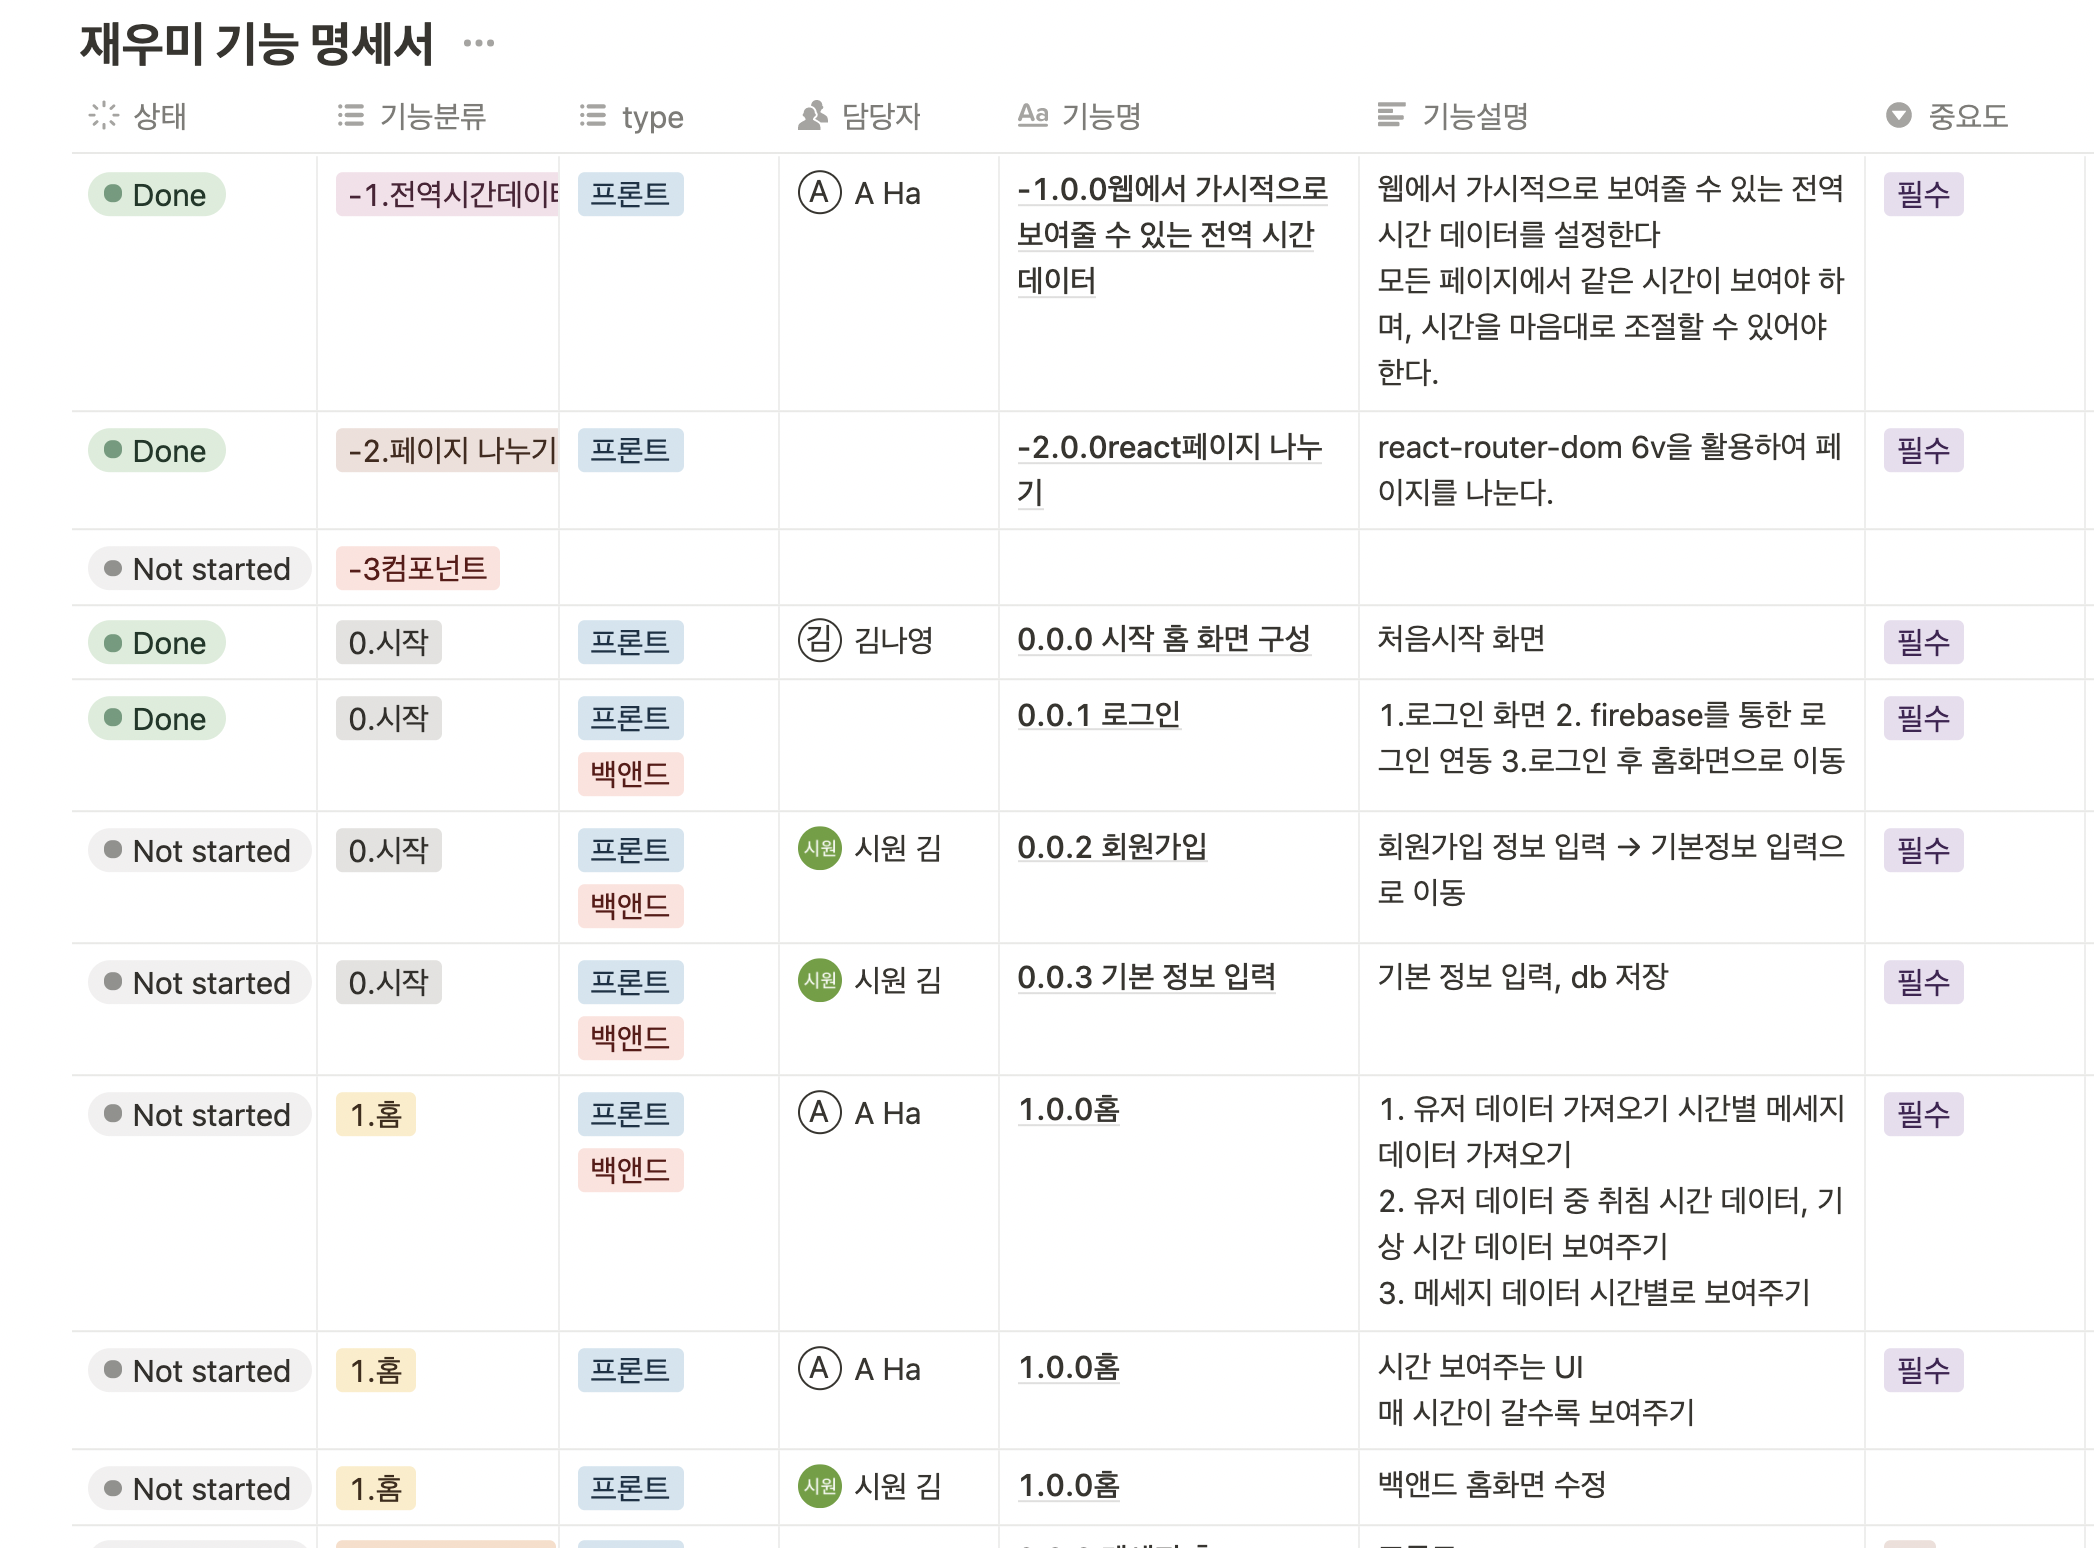 재우미 기능 명세서
상태 기능분류 type 담당자 Aa 기능명 기능설명 중요도
Done
-1.전역시간데이터
프론트
A A Ha
-1.0.0웹에서 가시적으로
보여줄 수 있는 전역 시간
데이터
웹에서 가시적으로 보여줄 수 있는 전역
시간 데이터를 설정한다
모든 페이지에서 같은 시간이 보여야 하
며, 시간을 마음대로 조절할 수 있어야
한다.
필수
Done
-2.페이지 나누기
프론트
-2.0.0react페이지 나누
기
react-router-dom 6v을 활용하여 페
이지를 나눈다.
필수
Not started
-3컴포넌트
Done
0.시작
프론트
김 김나영
0.0.0 시작 홈 화면 구성
처음시작 화면
필수
Done
0.시작
프론트
백앤드
0.0.1 로그인
1.로그인 화면 2. firebase를 통한 로
그인 연동 3.로그인 후 홈화면으로 이동
필수
Not started
0.시작
프론트
백앤드
시원 시원 김
0.0.2 회원가입
회원가입 정보 입력 → 기본정보 입력으
로 이동
필수
Not started
0.시작
프론트
백앤드
시원 시원 김
0.0.3 기본 정보 입력
기본 정보 입력, db 저장
필수
Not started
1.홈
프론트
백앤드
A A Ha
1.0.0홈
1. 유저 데이터 가져오기 시간별 메세지
데이터 가져오기
2. 유저 데이터 중 취침 시간 데이터, 기
상 시간 데이터 보여주기
3. 메세지 데이터 시간별로 보여주기
필수
Not started
1.홈
프론트
A A Ha
1.0.0홈
시간 보여주는 UI
매 시간이 갈수록 보여주기
필수
Not started
1.홈
프론트
시원 시원 김
1.0.0홈
백앤드 홈화면 수정